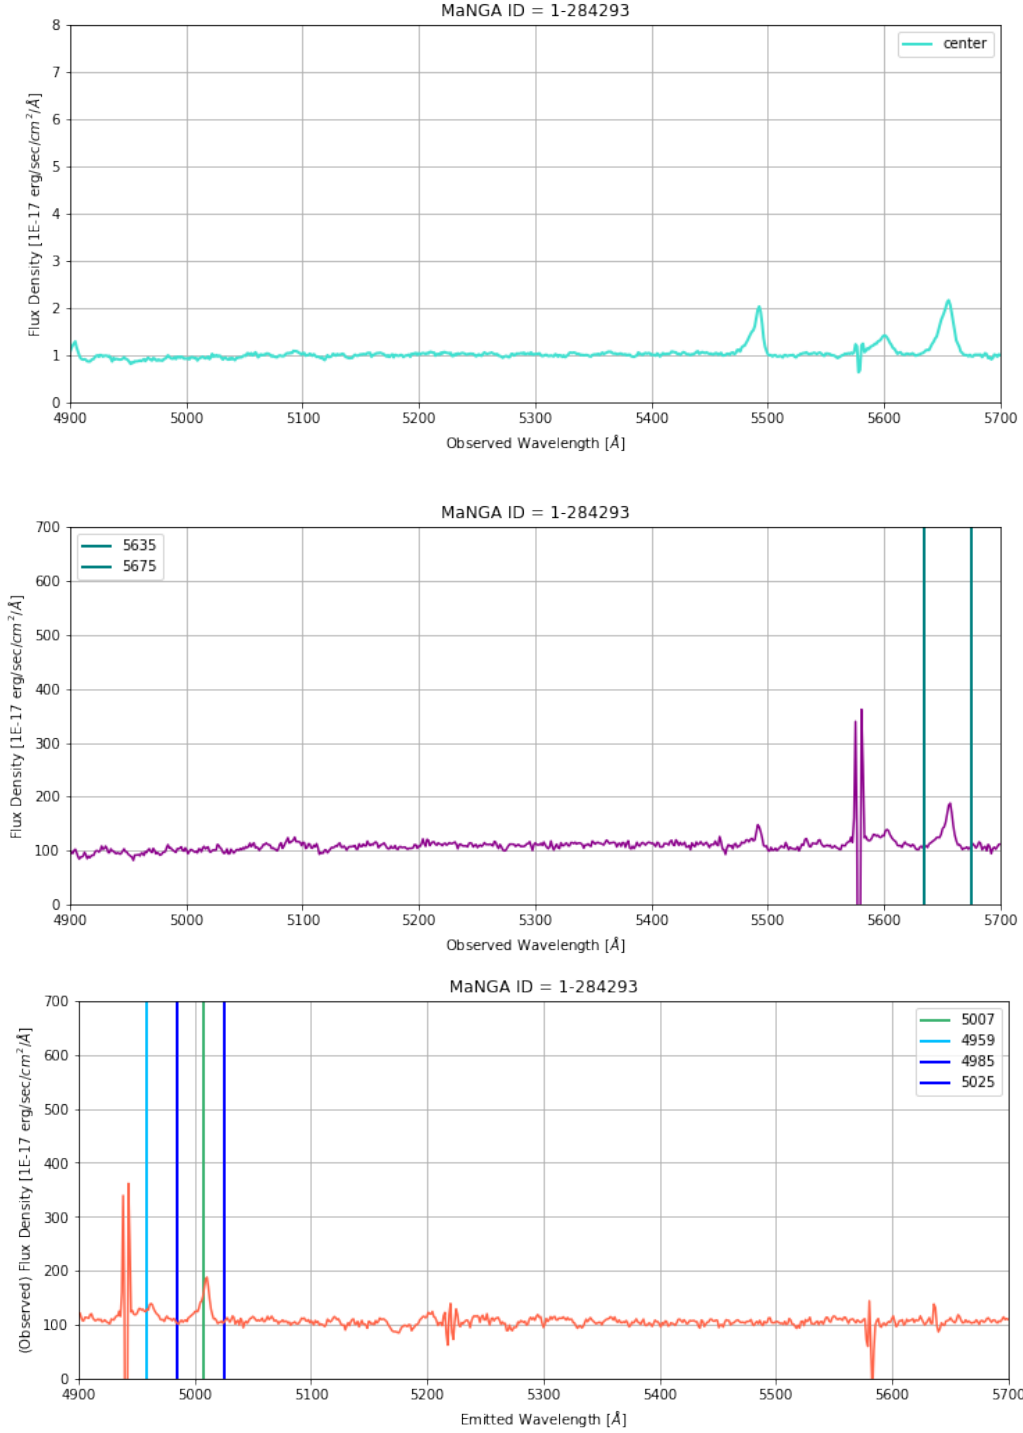 MaNGA ID = 1-284293
center
Flux Density [1E-17 erg/sec/cm²/Å]
8
7
6
5
4
3
2
1
0
4900 5000 5100 5200 5300 5400 5500 5600 5700
Observed Wavelength [Å]
MaNGA ID = 1-284293
5635
5675
Flux Density [1E-17 erg/sec/cm²/Å]
700
600
500
400
300
200
100
0
4900 5000 5100 5200 5300 5400 5500 5600 5700
Observed Wavelength [Å]
MaNGA ID = 1-284293
5007
4959
4985
5025
(Observed) Flux Density [1E-17 erg/sec/cm²/Å]
700
600
500
400
300
200
100
0
4900 5000 5100 5200 5300 5400 5500 5600 5700
Emitted Wavelength [Å]